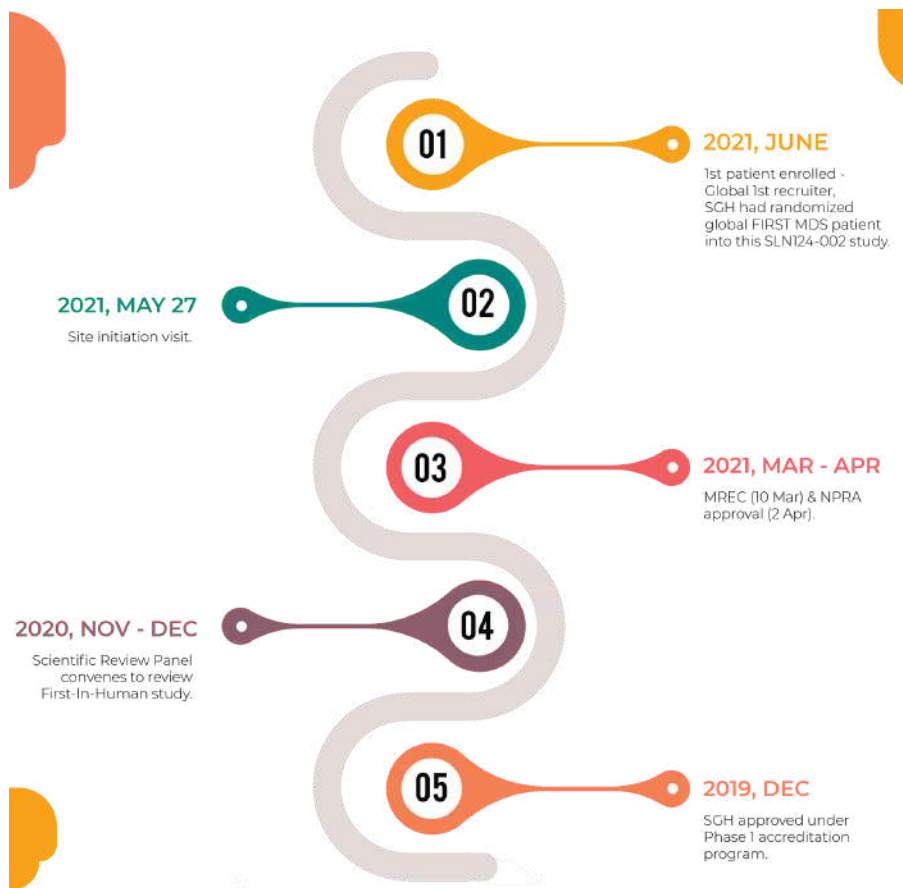 01
2021, JUNE
1st patient enrolled -
Global 1st recruiter,
SGH had randomized
global FIRST MDS patient
into this SLN124-002 study.
02
2021, MAY 27
Site initiation visit.
03
2021, MAR - APR
MREC (10 Mar) & NPRA
approval (2 Apr).
04
2020, NOV - DEC
Scientific Review Panel
convenes to review
First-In-Human study.
05
2019, DEC
SGH approved under
Phase 1 accreditation
program.